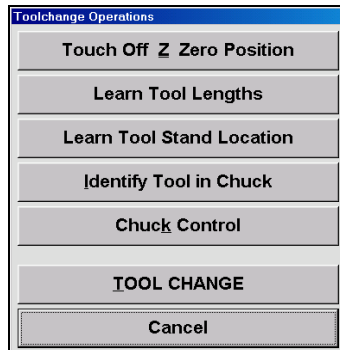 Toolchange Operations
Touch Off Z Zero Position
Learn Tool Lengths
Learn Tool Stand Location
Identify Tool in Chuck
Chuck Control
TOOL CHANGE
Cancel